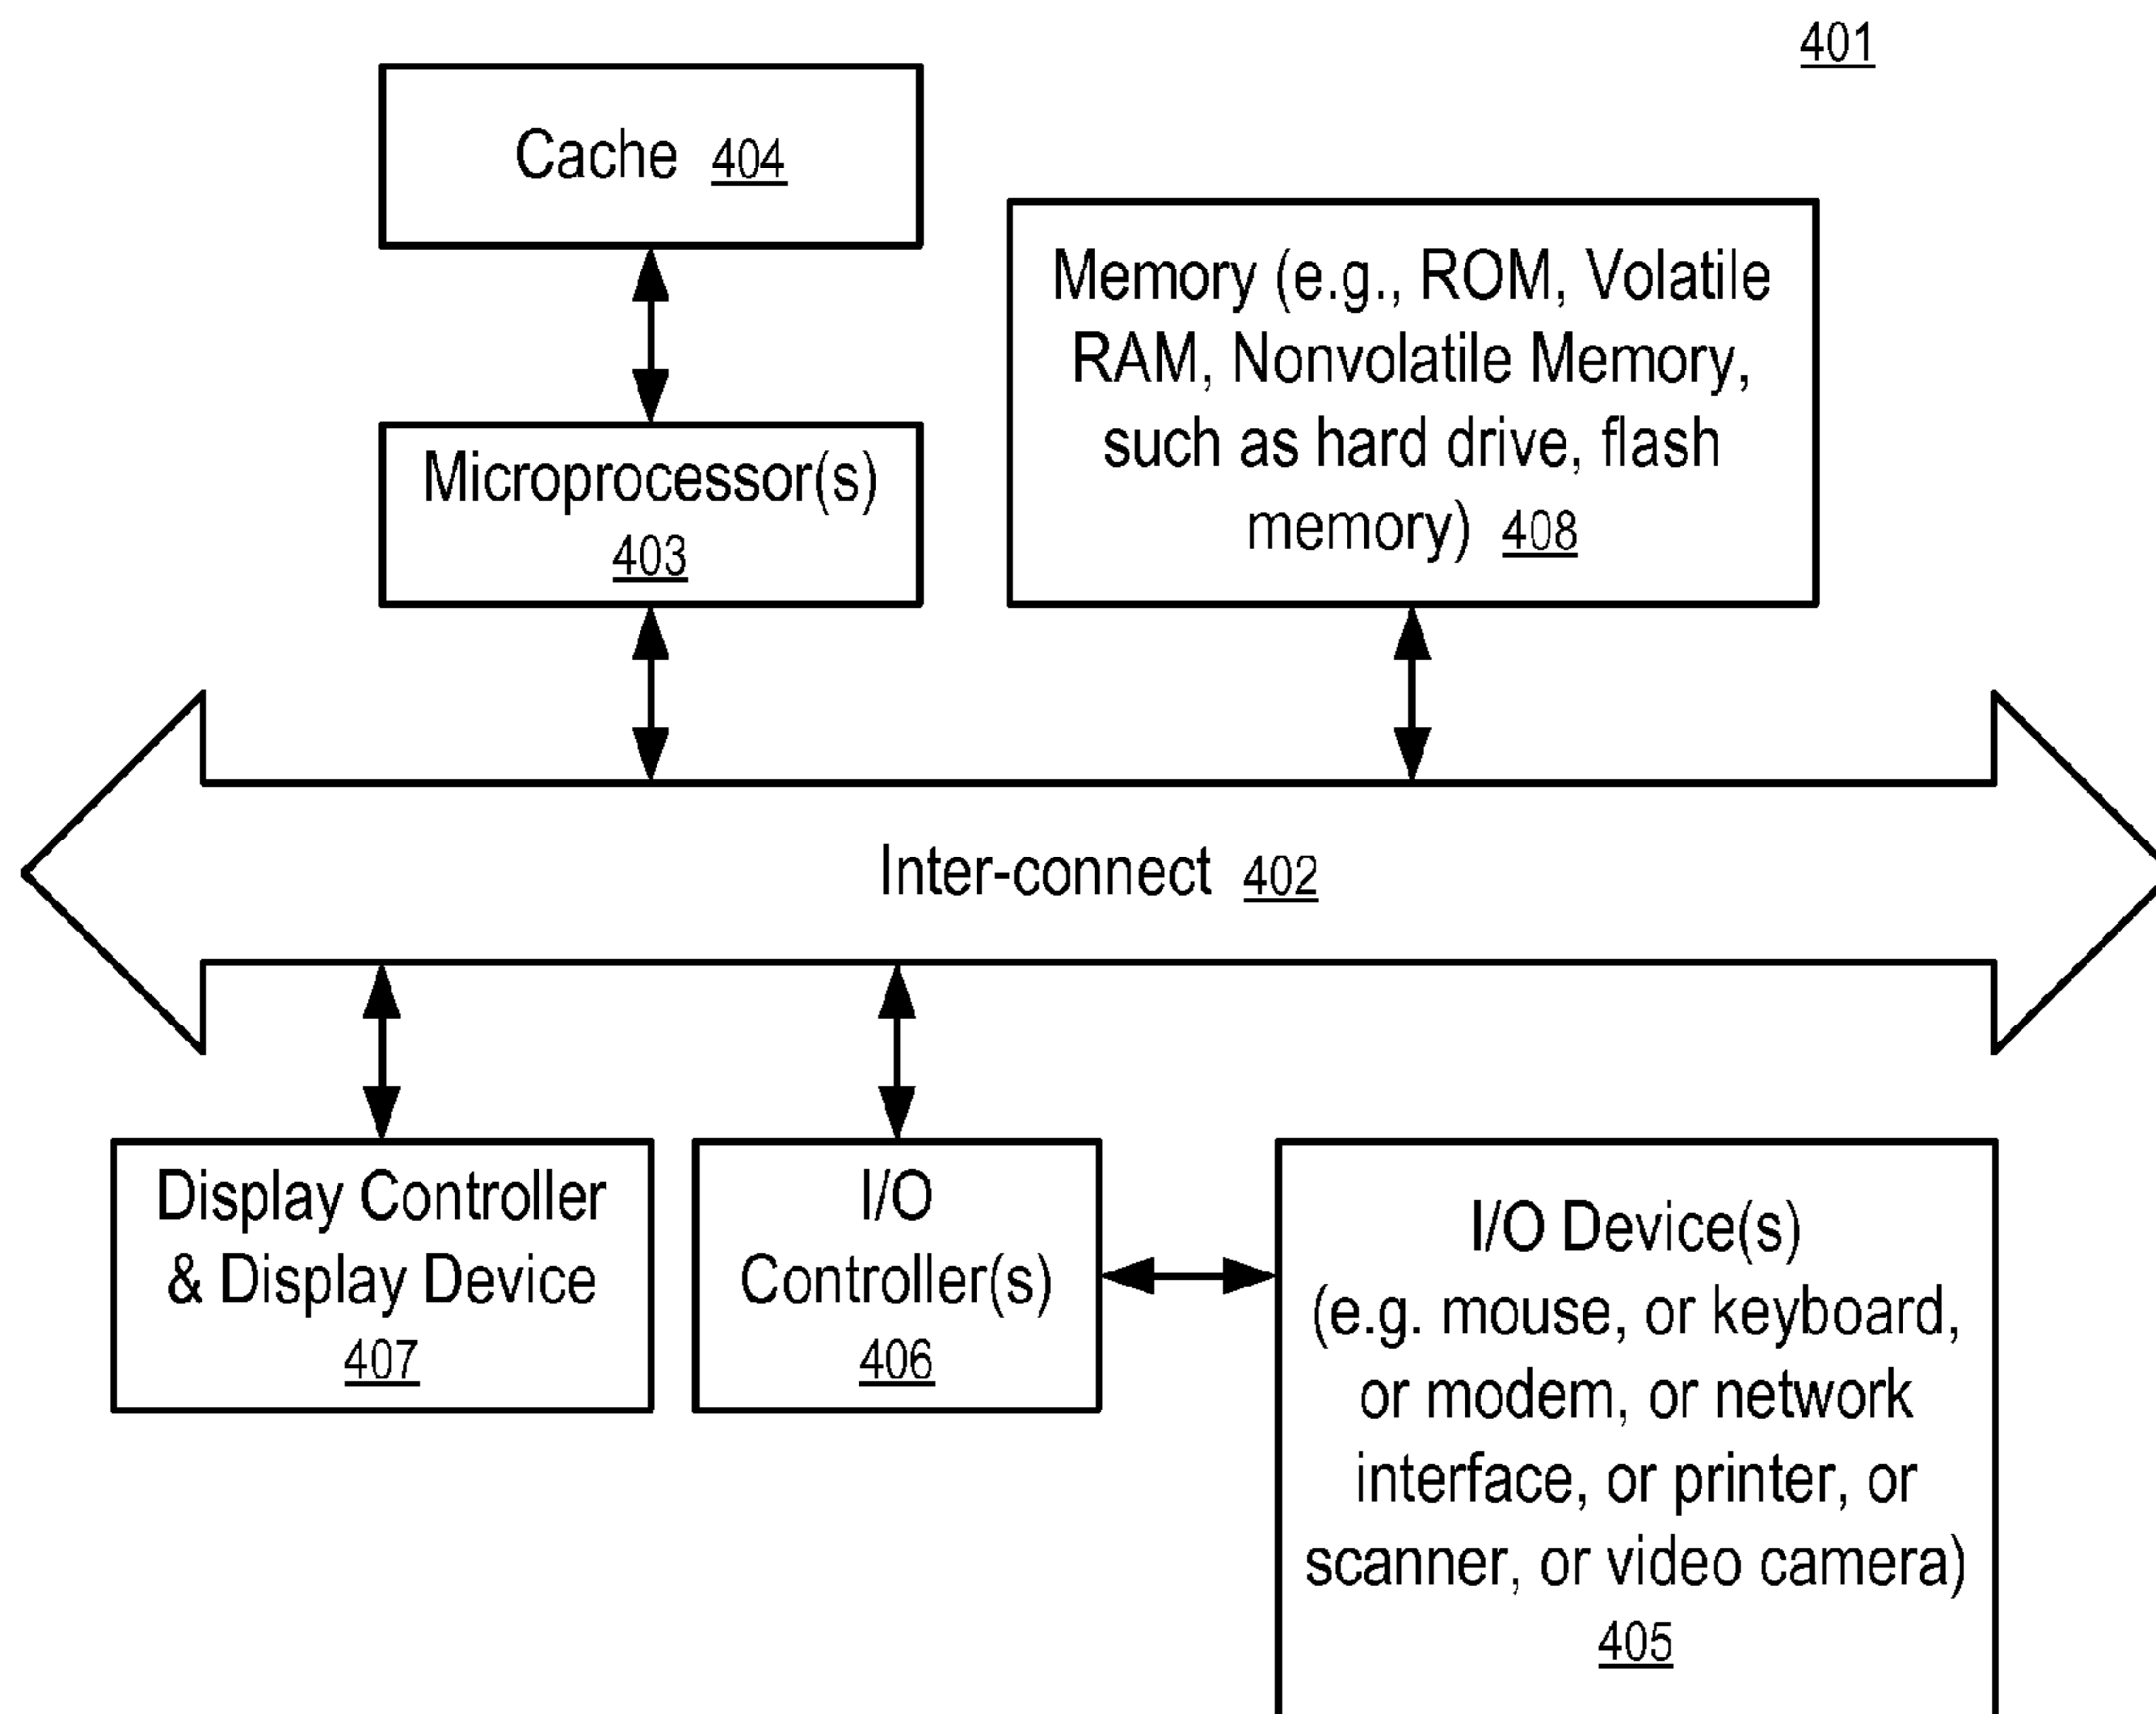 401
Cache 404
Memory (e.g., ROM, Volatile
RAM, Nonvolatile Memory,
such as hard drive, flash
memory) 408
Microprocessor(s)
403
Inter-connect 402
Display Controller
& Display Device
407
I/O
Controller(s)
406
I/O Device(s)
(e.g. mouse, or keyboard,
or modem, or network
interface, or printer, or
scanner, or video camera)
405